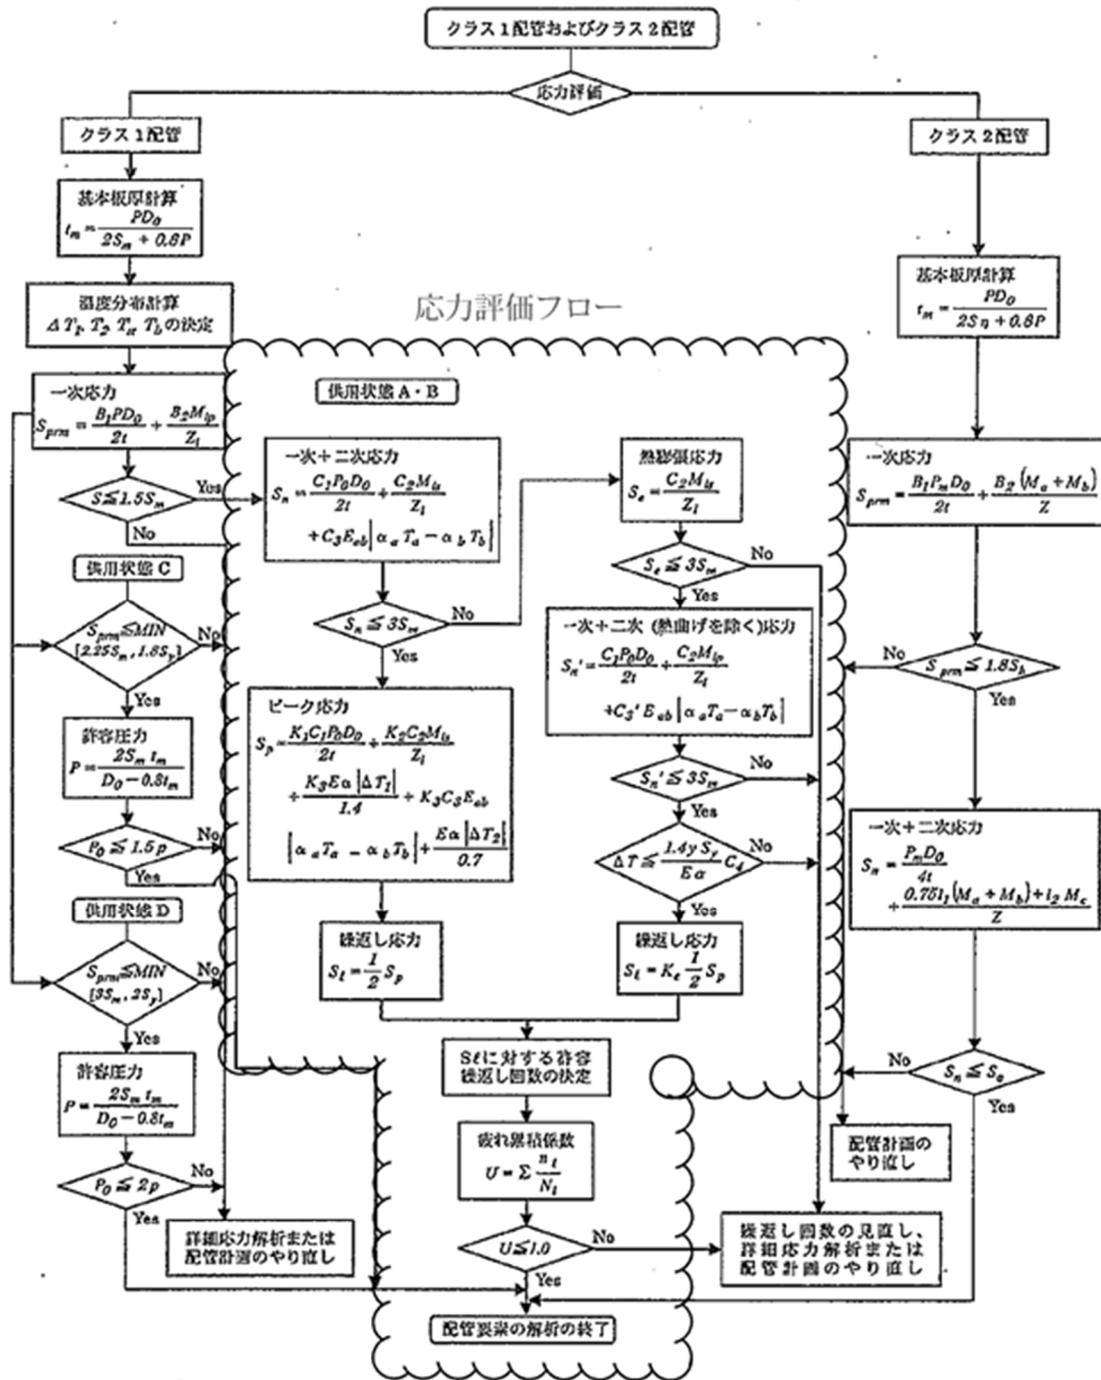 クラス1配管およびクラス2配管
応力評価
クラス1配管
クラス2配管
基本板厚計算
t_m = PD_0 / 2S_m + 0.8P
温度分布計算
ΔT_1, T_2, T_a, T_bの決定
一次応力
S_prm = B_1PD_0 / 2t + B_2M_ip / Z_i
S≦1.5S_m
Yes
No
供用状態C
S_prm≦MIN
[2.25S_m, 1.8S_y]
No
Yes
許容圧力
P = 2S_m t_m / D_0 − 0.8t_m
P_0 ≦ 1.5p
No
Yes
供用状態D
S_prm≦MIN
[3S_m, 2S_y]
No
Yes
許容圧力
P = 2S_m t_m / D_0 − 0.8t_m
P_0 ≦ 2p
No
Yes
詳細応力解析または
配管計画のやり直し
応力評価フロー
供用状態A・B
一次+二次応力
S_n = C_1P_0D_0 / 2t + C_2M_is / Z_i
+C_3E_ab|α_a T_a − α_b T_b|
S_n ≦ 3S_m
No
Yes
ピーク応力
S_p = K_1C_1P_0D_0 / 2t + K_2C_2M_is / Z_i
+ K_3Eα|ΔT_1| / 1.4 + K_3C_3E_ab
|α_aT_a − α_bT_b| + Eα|ΔT_2| / 0.7
繰返し応力
S_ℓ = 1/2 S_p
熱膨張応力
S_e = C_2M_is / Z_i
S_e ≦ 3S_m
No
Yes
一次+二次(熱曲げを除く)応力
S_n' = C_1P_0D_0 / 2t + C_2M_ip / Z_i
+C_3' E_ab|α_aT_a − α_bT_b|
S_n' ≦ 3S_m
No
Yes
ΔT ≦ 1.4y S_y / Eα C_4
No
Yes
繰返し応力
S_ℓ = K_e 1/2 S_p
Sℓに対する許容
繰返し回数の決定
疲れ累積係数
U = Σ n_i / N_i
U≦1.0
No
Yes
配管要素の解析の終了
基本板厚計算
t_m = PD_0 / 2Sη + 0.8P
一次応力
S_prm = B_1P_mD_0 / 2t + B_2(M_a + M_b) / Z
S_prm ≦ 1.8S_h
No
Yes
一次+二次応力
S_n = P_mD_0 / 4t
+ 0.75i_1(M_a + M_b) + i_2 M_c / Z
S_n ≦ S_a
No
Yes
配管計画の
やり直し
繰返し回数の見直し、
詳細応力解析または
配管計画のやり直し